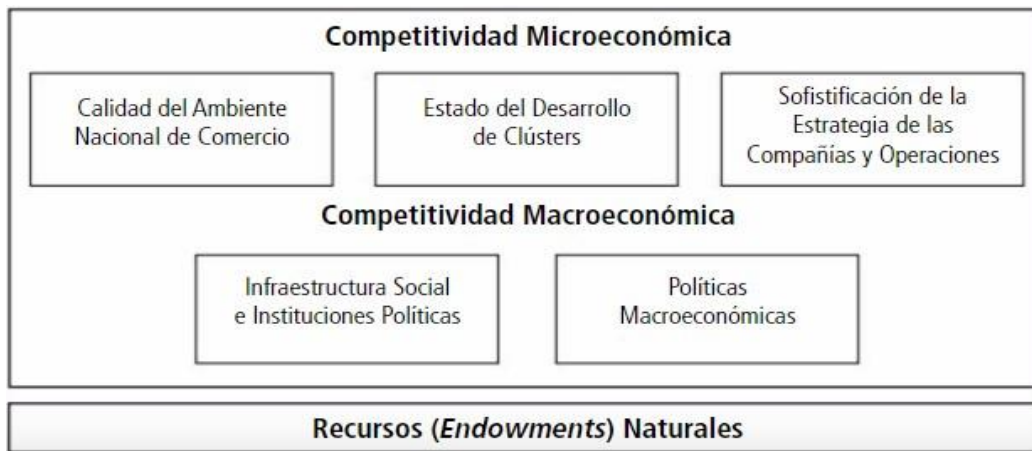 Competitividad Microeconómica
Calidad del Ambiente
Nacional de Comercio
Estado del Desarrollo
de Clústers
Sofistificación de la
Estrategia de las
Compañías y Operaciones
Competitividad Macroeconómica
Infraestructura Social
e Instituciones Políticas
Políticas
Macroeconómicas
Recursos (Endowments) Naturales